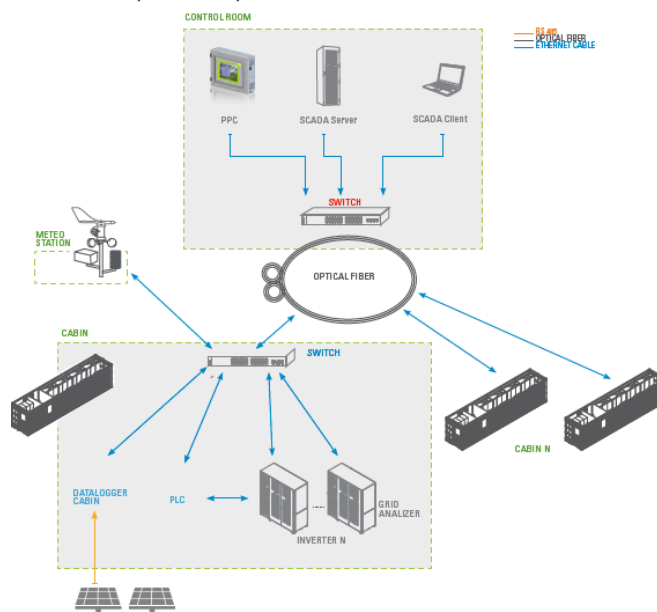 CONTROL ROOM
RS 485
OPTICAL FIBER
ETHERNET CABLE
PPC
SCADA Server
SCADA Client
SWITCH
METEO
STATION
OPTICAL FIBER
CABIN
SWITCH
CABIN N
DATALOGGER
CABIN
PLC
GRID
ANALIZER
INVERTER N